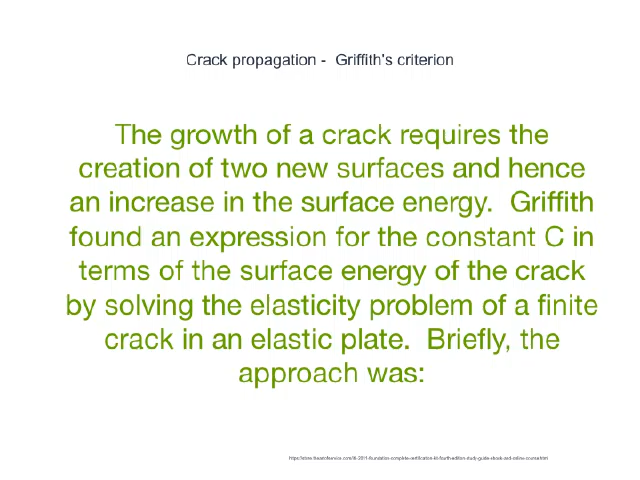 Crack propagation -  Griffith's criterion
The growth of a crack requires the
creation of two new surfaces and hence
an increase in the surface energy.  Griffith
found an expression for the constant C in
terms of the surface energy of the crack
by solving the elasticity problem of a finite
crack in an elastic plate.  Briefly, the
approach was: